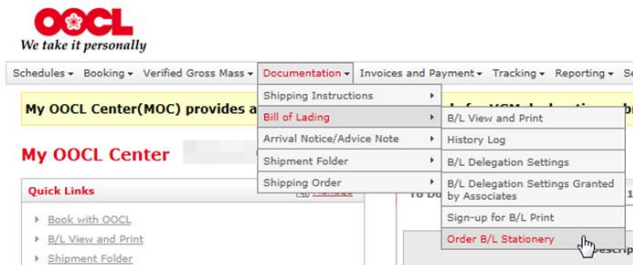 OOCL
We take it personally
Schedules Booking Verified Gross Mass Documentation Invoices and Payment Tracking Reporting
My OOCL Center(MOC) provides a
Shipping Instructions
Bill of Lading
Arrival Notice/Advice Note
Shipment Folder
Shipping Order
B/L View and Print
History Log
B/L Delegation Settings
B/L Delegation Settings Granted
by Associates
Sign-up for B/L Print
Order B/L Stationery
My OOCL Center
Quick Links
Book with OOCL
B/L View and Print
Shipment Folder